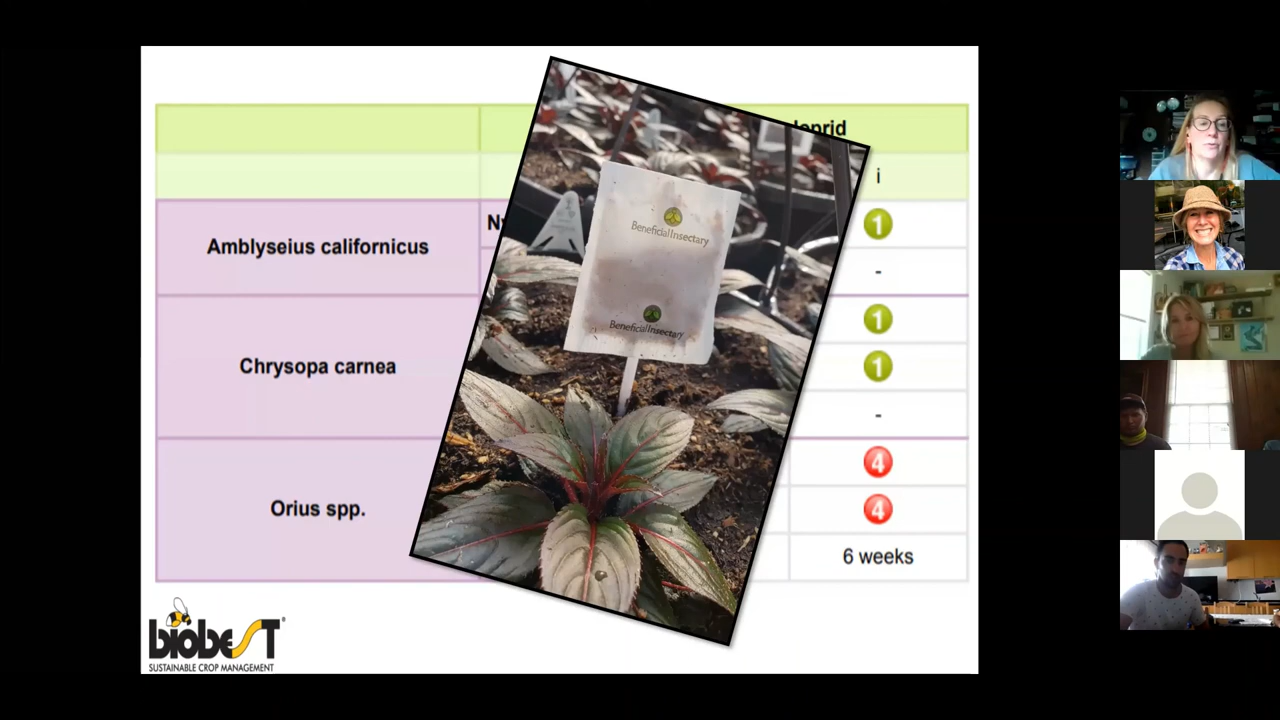 i
Amblyseius californicus
1
-
Chrysopa carnea
1
1
-
Orius spp.
4
4
6 weeks
BeneficialInsectary
BeneficialInsectary
biobest
SUSTAINABLE CROP MANAGEMENT